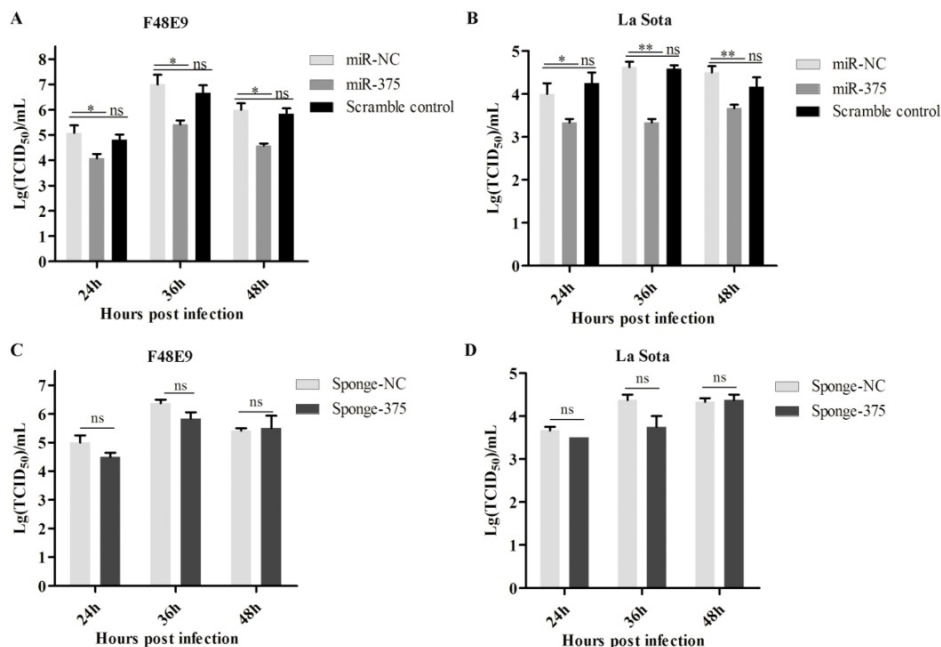 A
F48E9
Lg(TCID50)/mL
8
7
6
5
4
3
2
1
0
* ns
* ns
* ns
miR-NC
miR-375
Scramble control
24h
36h
48h
Hours post infection
B
La Sota
Lg(TCID50)/mL
5
4
3
2
1
0
* ns
** ns
** ns
miR-NC
miR-375
Scramble control
24h
36h
48h
Hours post infection
C
F48E9
Lg(TCID50)/mL
7
6
5
4
3
2
1
0
ns
ns
ns
Sponge-NC
Sponge-375
24h
36h
48h
Hours post infection
D
La Sota
Lg(TCID50)/mL
5
4
3
2
1
0
ns
ns
ns
Sponge-NC
Sponge-375
24h
36h
48h
Hours post infection